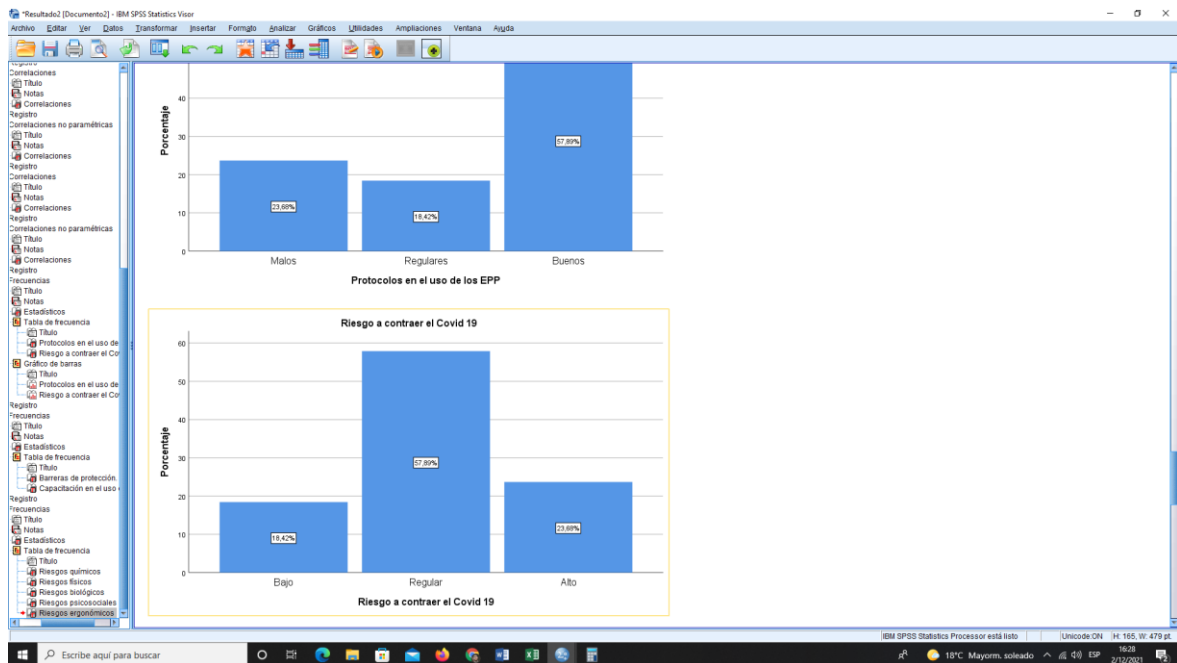 *Resultado2 [Documento2] - IBM SPSS Statistics Visor
Archivo Editar Ver Datos Transformar Insertar Formato Analizar Gráficos Utilidades Ampliaciones Ventana Ayuda
Registro
Correlaciones
Título
Notas
Correlaciones
Registro
Correlaciones no paramétricas
Título
Notas
Correlaciones
Registro
Correlaciones
Título
Notas
Correlaciones
Registro
Correlaciones no paramétricas
Título
Notas
Correlaciones
Registro
Frecuencias
Título
Notas
Estadísticos
Tabla de frecuencia
Título
Protocolos en el uso de
Riesgo a contraer el Cov
Gráfico de barras
Título
Protocolos en el uso de
Riesgo a contraer el Cov
Registro
Frecuencias
Título
Notas
Estadísticos
Tabla de frecuencia
Título
Barreras de protección.
Capacitación en el uso
Registro
Frecuencias
Título
Notas
Estadísticos
Tabla de frecuencia
Título
Riesgos químicos
Riesgos físicos
Riesgos biológicos
Riesgos psicosociales
Riesgos ergonómicos
Porcentaje
40
30
20
10
0
23,68%
18,42%
57,89%
Malos Regulares Buenos
Protocolos en el uso de los EPP
Riesgo a contraer el Covid 19
Porcentaje
60
50
40
30
20
10
0
18,42%
57,89%
23,68%
Bajo Regular Alto
Riesgo a contraer el Covid 19
IBM SPSS Statistics Processor está listo Unicode:ON H: 165, W: 479 pt.
Escribe aquí para buscar
18°C Mayorm. soleado ESP
16:28
2/12/2021